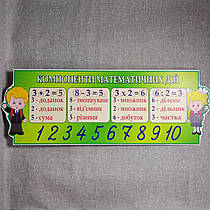 КОМПОНЕНТИ МАТЕМАТИЧНИХ ДІЙ
3 + 2 = 5
3 - доданок
2 - доданок
5 - сума
8 - 3 = 5
8 - зменшуване
3 - від'ємник
5 - різниця
3 x 2 = 6
3 - множник
2 - множник
6 - добуток
6 : 2 = 3
6 - ділене
2 - дільник
3 - частка
1 2 3 4 5 6 7 8 9 10